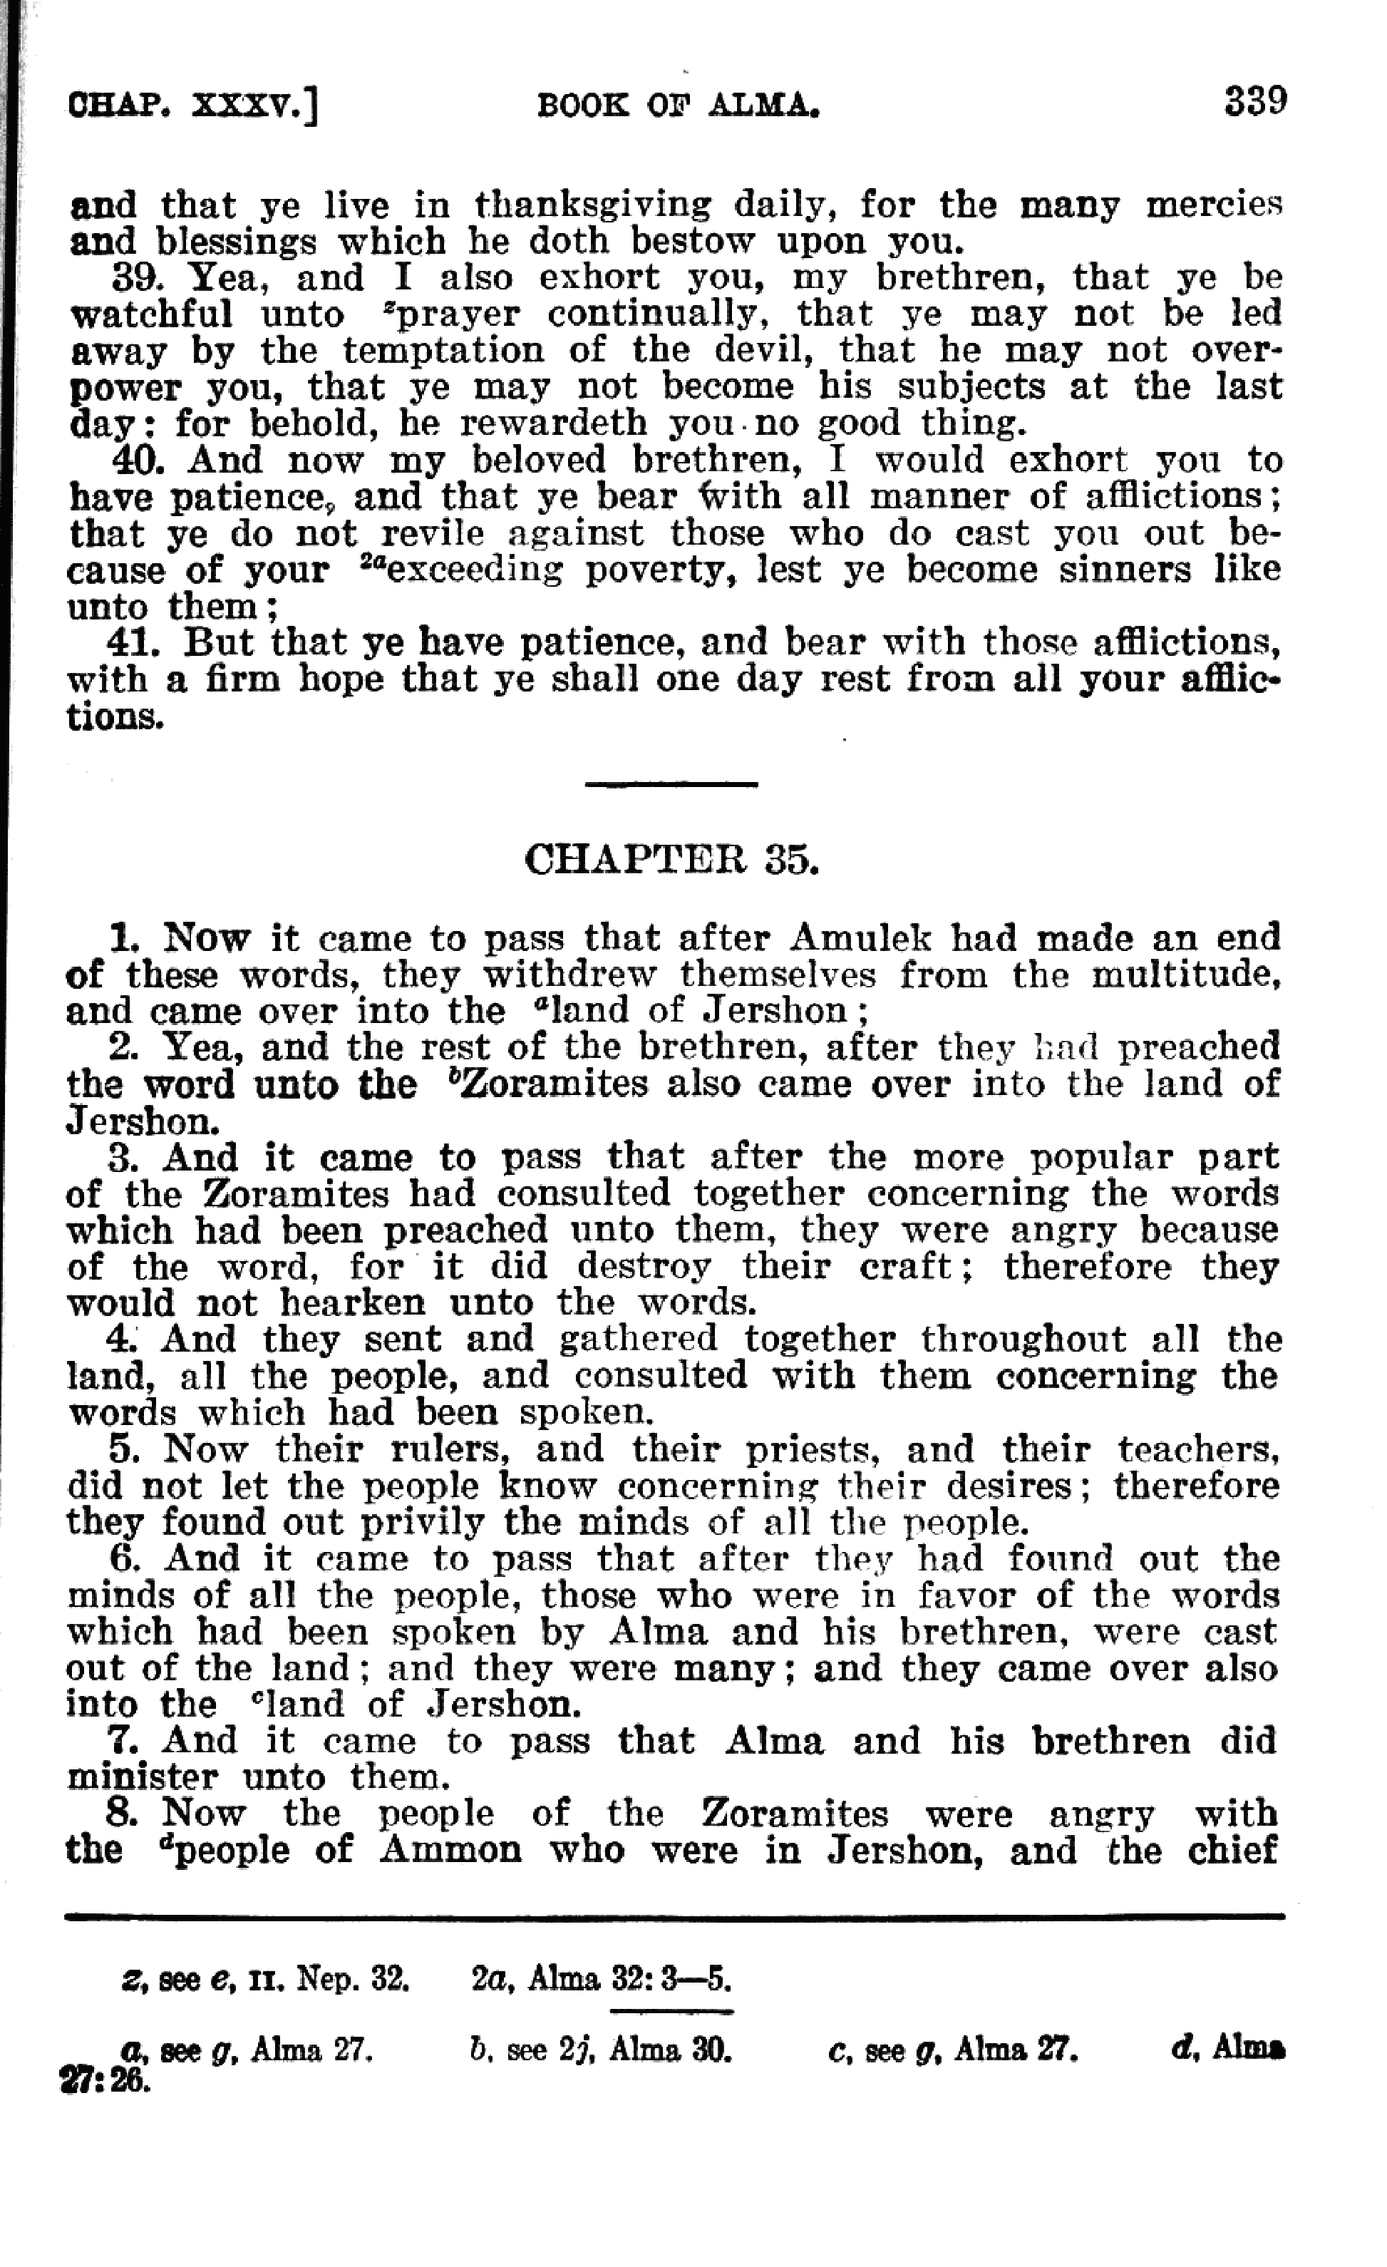 CHAP. XXXV.] BOOK OF ALMA. 339
and that ye live in thanksgiving daily, for the many mercies
and blessings which he doth bestow upon you.
39. Yea, and I also exhort you, my brethren, that ye be
watchful unto ᶻprayer continually, that ye may not be led
away by the temptation of the devil, that he may not over-
power you, that ye may not become his subjects at the last
day: for behold, he rewardeth you no good thing.
40. And now my beloved brethren, I would exhort you to
have patience, and that ye bear with all manner of afflictions;
that ye do not revile against those who do cast you out be-
cause of your ²ᵃexceeding poverty, lest ye become sinners like
unto them;
41. But that ye have patience, and bear with those afflictions,
with a firm hope that ye shall one day rest from all your afflic-
tions.
CHAPTER 35.
1. Now it came to pass that after Amulek had made an end
of these words, they withdrew themselves from the multitude,
and came over into the ᵃland of Jershon;
2. Yea, and the rest of the brethren, after they had preached
the word unto the ᵇZoramites also came over into the land of
Jershon.
3. And it came to pass that after the more popular part
of the Zoramites had consulted together concerning the words
which had been preached unto them, they were angry because
of the word, for it did destroy their craft; therefore they
would not hearken unto the words.
4. And they sent and gathered together throughout all the
land, all the people, and consulted with them concerning the
words which had been spoken.
5. Now their rulers, and their priests, and their teachers,
did not let the people know concerning their desires; therefore
they found out privily the minds of all the people.
6. And it came to pass that after they had found out the
minds of all the people, those who were in favor of the words
which had been spoken by Alma and his brethren, were cast
out of the land; and they were many; and they came over also
into the ᶜland of Jershon.
7. And it came to pass that Alma and his brethren did
minister unto them.
8. Now the people of the Zoramites were angry with
the ᵈpeople of Ammon who were in Jershon, and the chief
z, see e, II. Nep. 32. 2a, Alma 32: 3—5.
a, see g, Alma 27. b, see 2j, Alma 30. c, see g, Alma 27. d, Alma
27: 26.